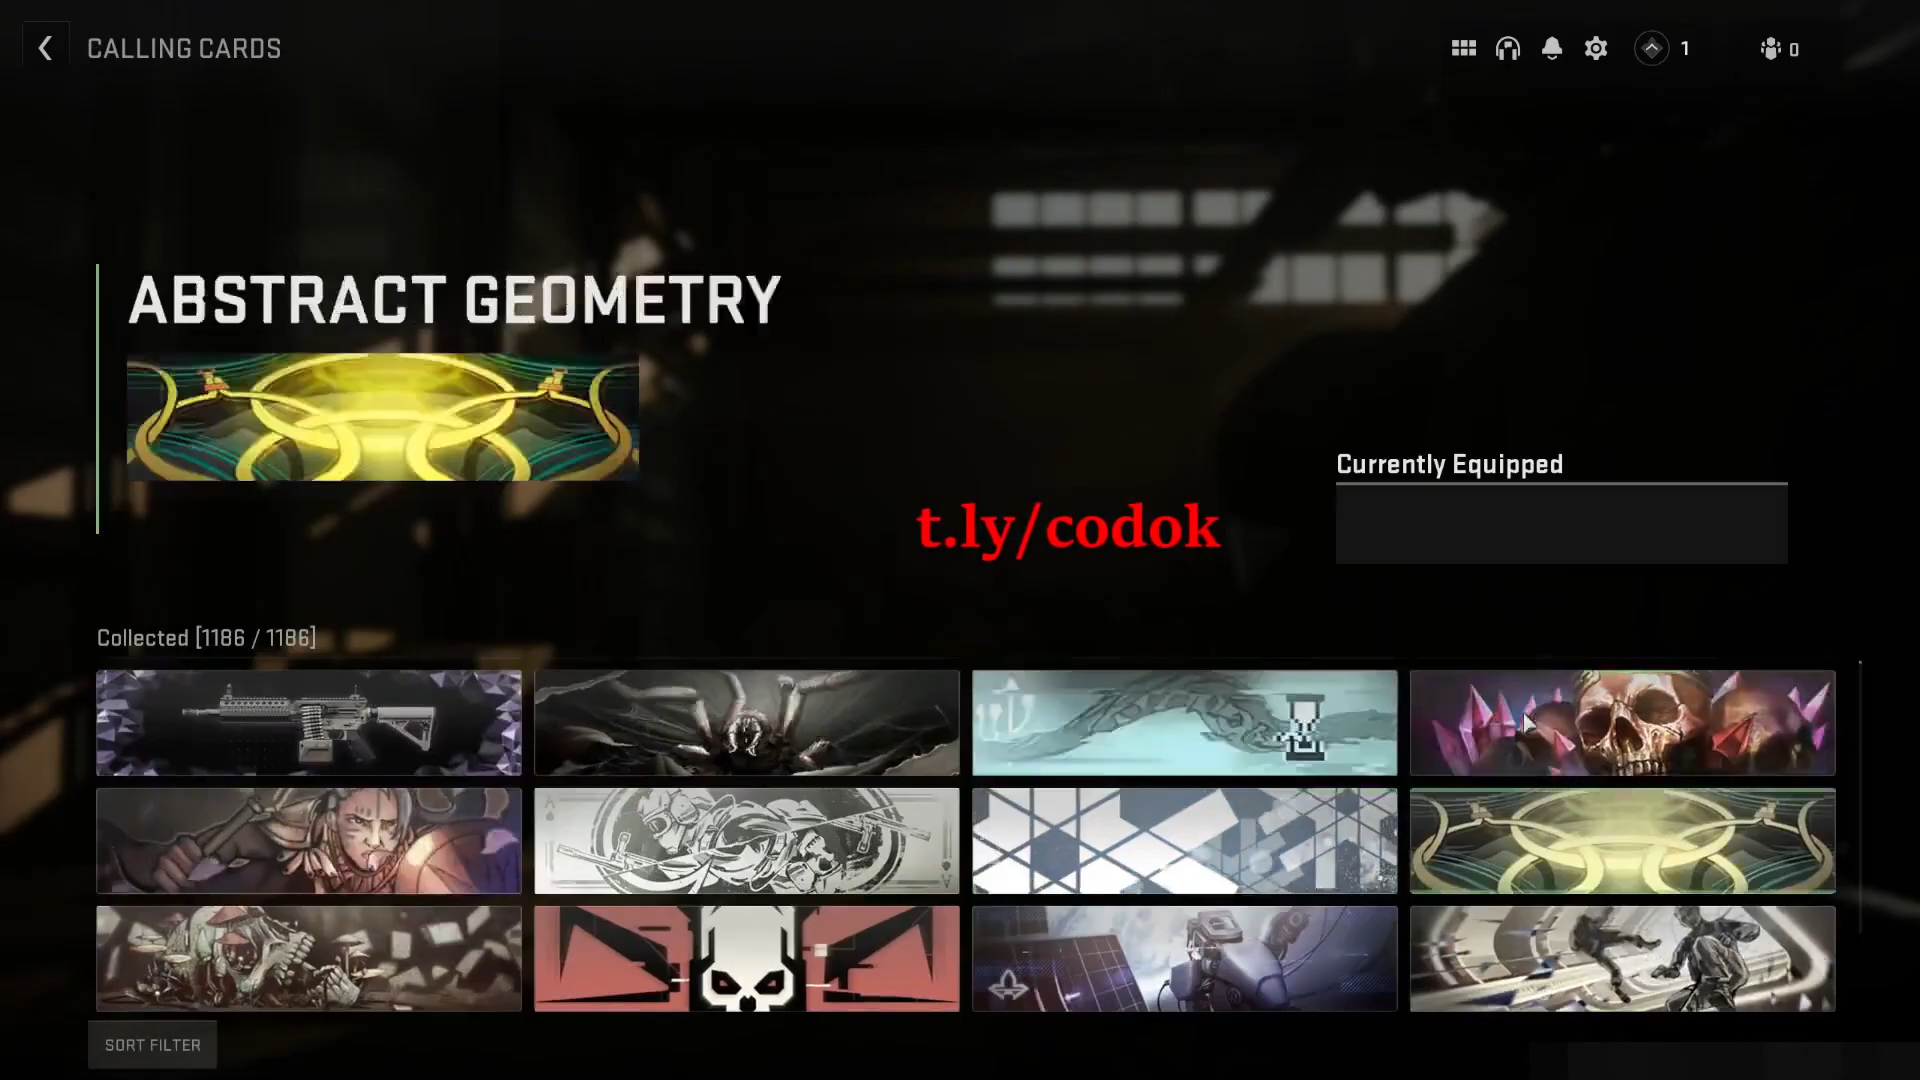 CALLING CARDS
1
0
ABSTRACT GEOMETRY
Currently Equipped
t.ly/codok
Collected [1186 / 1186]
A
A
SORT FILTER